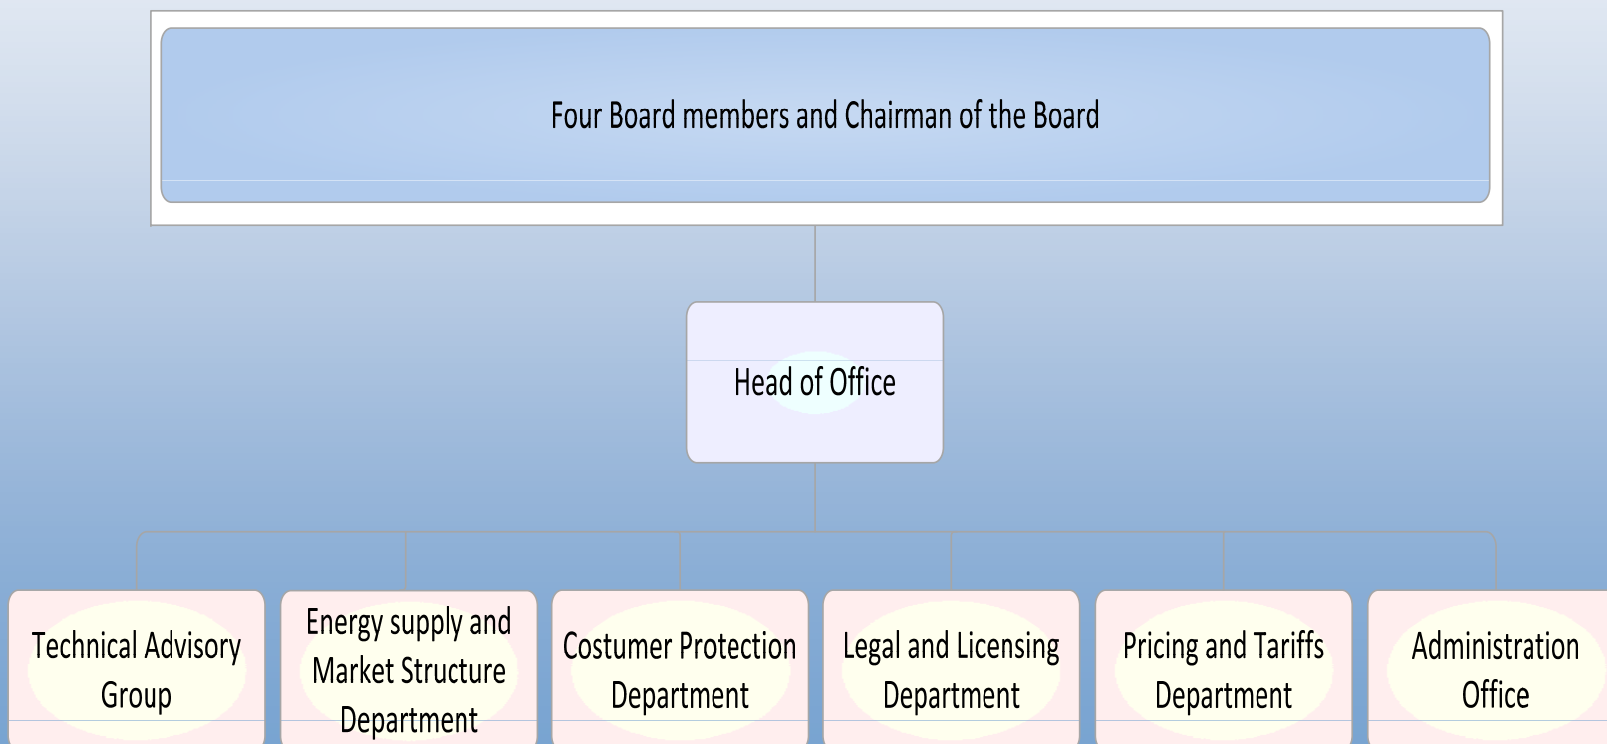 Four Board members and Chairman of the Board
Head of Office
Technical Advisory
Group
Energy supply and
Market Structure
Department
Costumer Protection
Department
Legal and Licensing
Department
Pricing and Tariffs
Department
Administration
Office